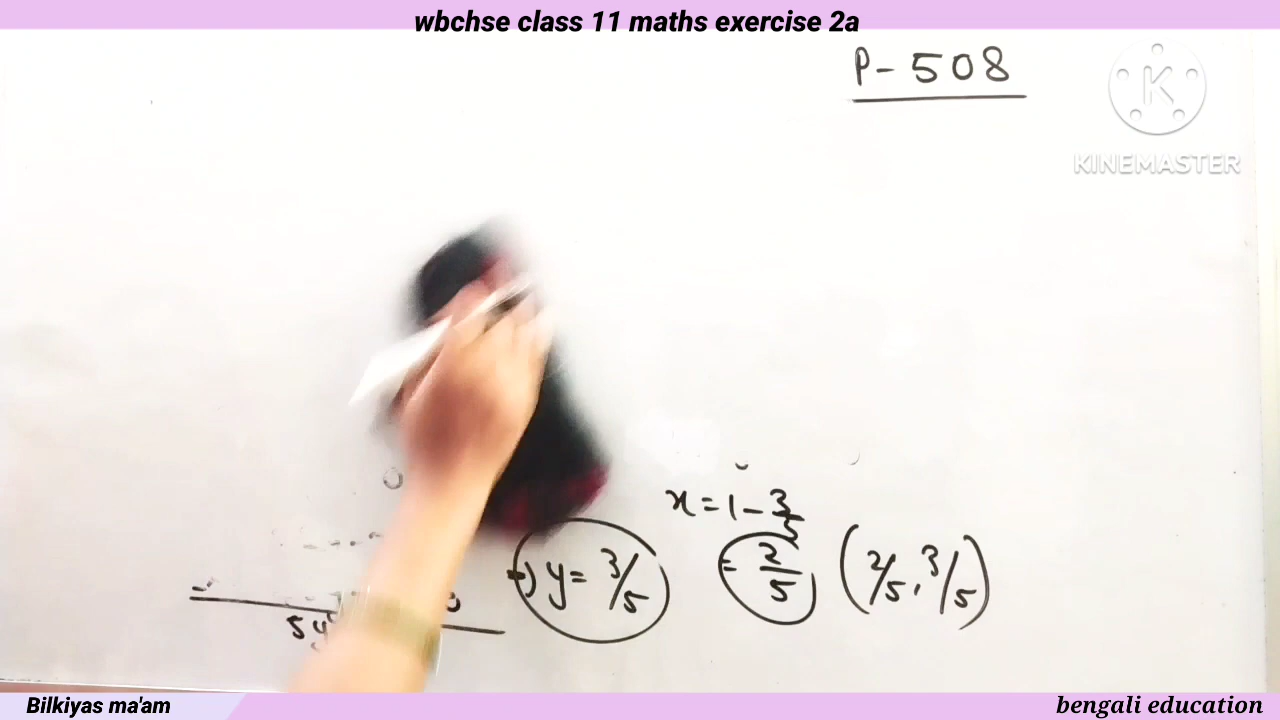 wbchse class 11 maths exercise 2a
P-508
KINEMASTER
x = 1 - 3/5
⇒ y = 3/5
= 2/5
(2/5, 3/5)
Bilkiyas ma'am
bengali education